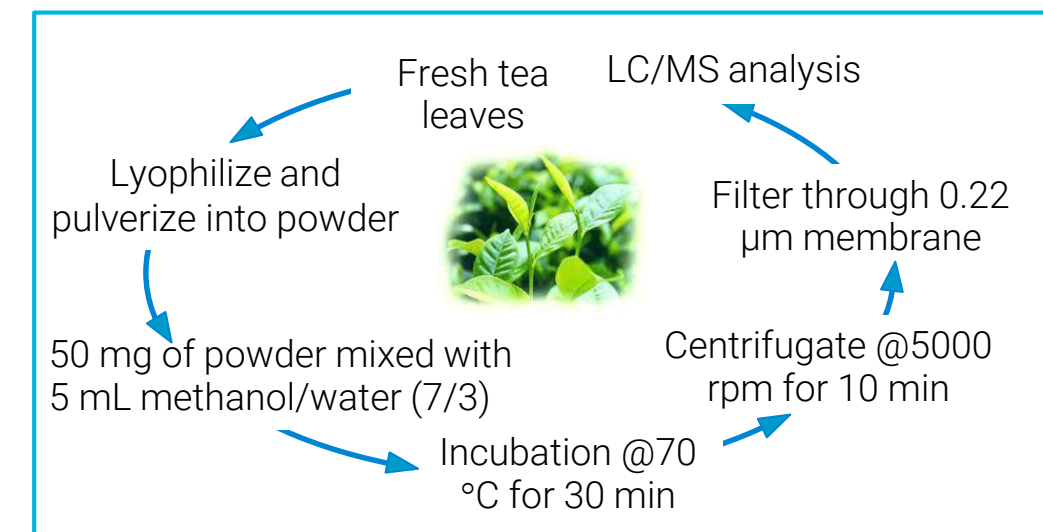 Fresh tea
leaves
Lyophilize and
pulverize into powder
50 mg of powder mixed with
5 mL methanol/water (7/3)
Incubation @70
°C for 30 min
Centrifugate @5000
rpm for 10 min
Filter through 0.22
µm membrane
LC/MS analysis